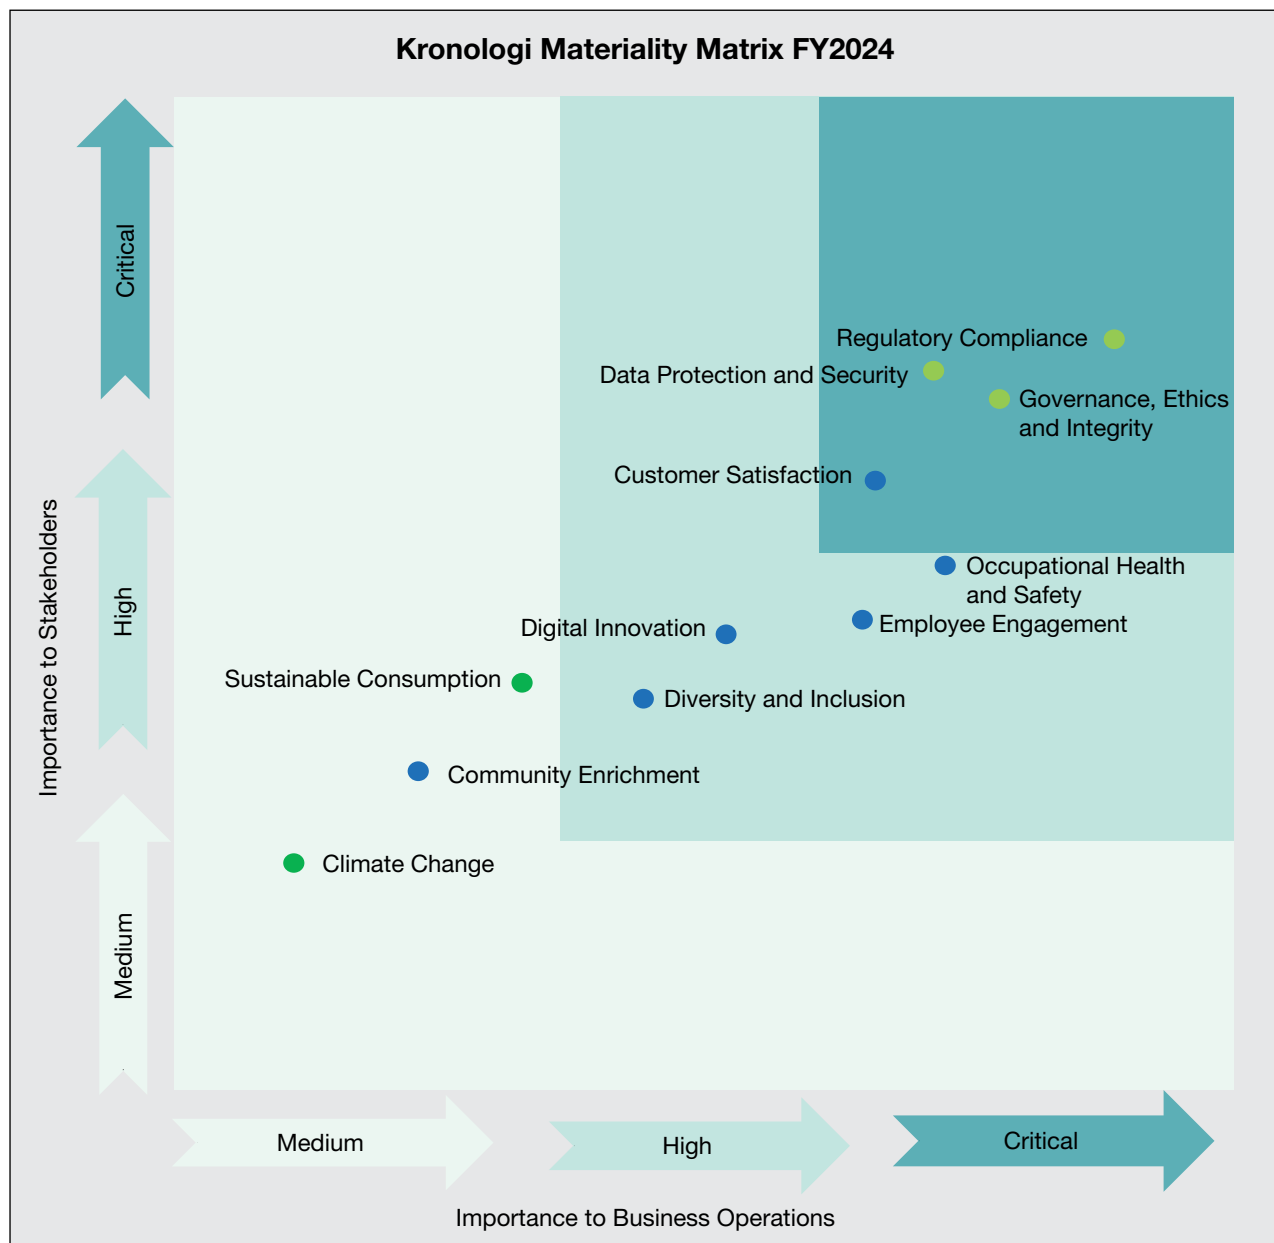 Kronologi Materiality Matrix FY2024
Critical
High
Medium
Importance to Stakeholders
Regulatory Compliance
Data Protection and Security
Governance, Ethics
and Integrity
Customer Satisfaction
Occupational Health
and Safety
Employee Engagement
Digital Innovation
Sustainable Consumption
Diversity and Inclusion
Community Enrichment
Climate Change
Medium
High
Critical
Importance to Business Operations